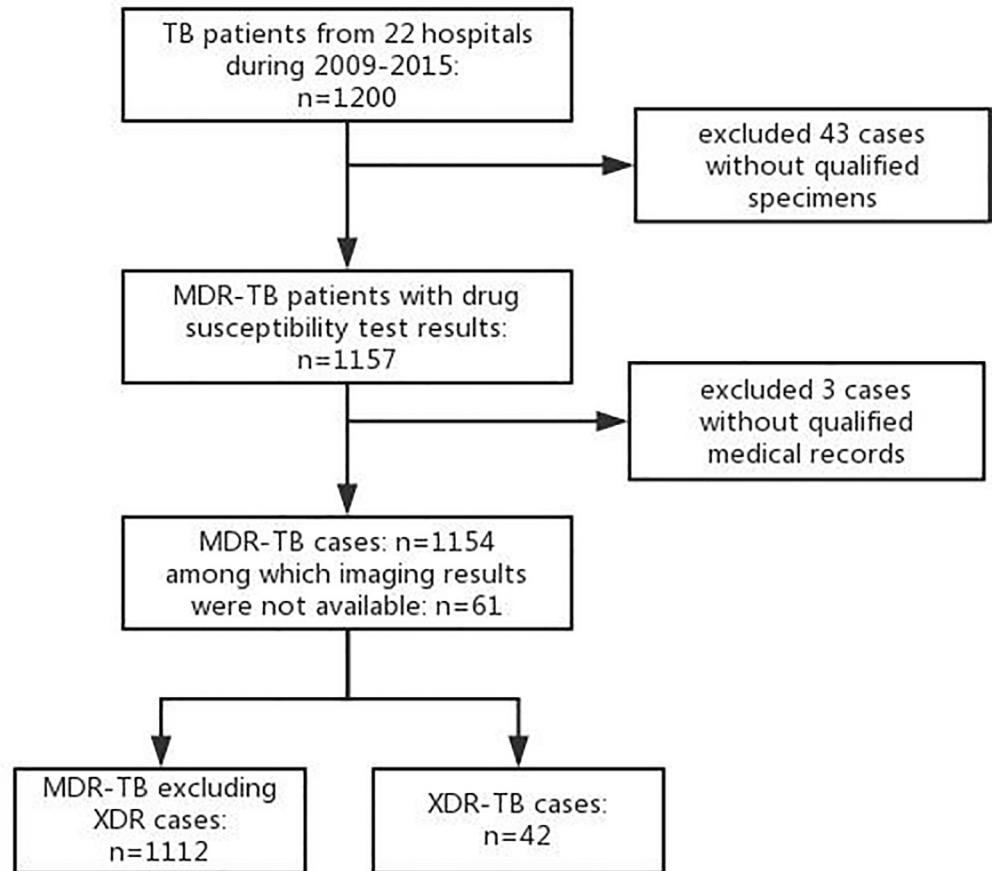 TB patients from 22 hospitals
during 2009-2015:
n=1200
excluded 43 cases
without qualified
specimens
MDR-TB patients with drug
susceptibility test results:
n=1157
excluded 3 cases
without qualified
medical records
MDR-TB cases: n=1154
among which imaging results
were not available: n=61
MDR-TB excluding
XDR cases:
n=1112
XDR-TB cases:
n=42